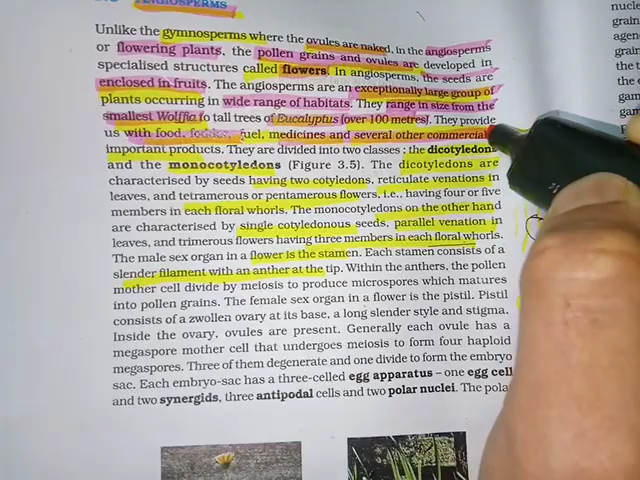 ANGIOSPERMS
Unlike the gymnosperms where the ovules are naked, in the angiosperms
or flowering plants, the pollen grains and ovules are developed in
specialised structures called flowers. In angiosperms, the seeds are
enclosed in fruits. The angiosperms are an exceptionally large group of
plants occurring in wide range of habitats. They range in size from the
smallest Wolffia to tall trees of Eucalyptus (over 100 metres). They provide
us with food, fodder, fuel, medicines and several other commercial
important products. They are divided into two classes : the dicotyledons
and the monocotyledons (Figure 3.5). The dicotyledons are
characterised by seeds having two cotyledons, reticulate venations in
leaves, and tetramerous or pentamerous flowers, i.e., having four or five
members in each floral whorls. The monocotyledons on the other hand
are characterised by single cotyledonous seeds, parallel venation in
leaves, and trimerous flowers having three members in each floral whorls.
The male sex organ in a flower is the stamen. Each stamen consists of a
slender filament with an anther at the tip. Within the anthers, the pollen
mother cell divide by meiosis to produce microspores which matures
into pollen grains. The female sex organ in a flower is the pistil. Pistil
consists of a zwollen ovary at its base, a long slender style and stigma.
Inside the ovary, ovules are present. Generally each ovule has a
megaspore mother cell that undergoes meiosis to form four haploid
megaspores. Three of them degenerate and one divide to form the embryo
sac. Each embryo-sac has a three-celled egg apparatus – one egg cell
and two synergids, three antipodal cells and two polar nuclei. The pola
nucle
grain
agen
the t
the e
gam
gam